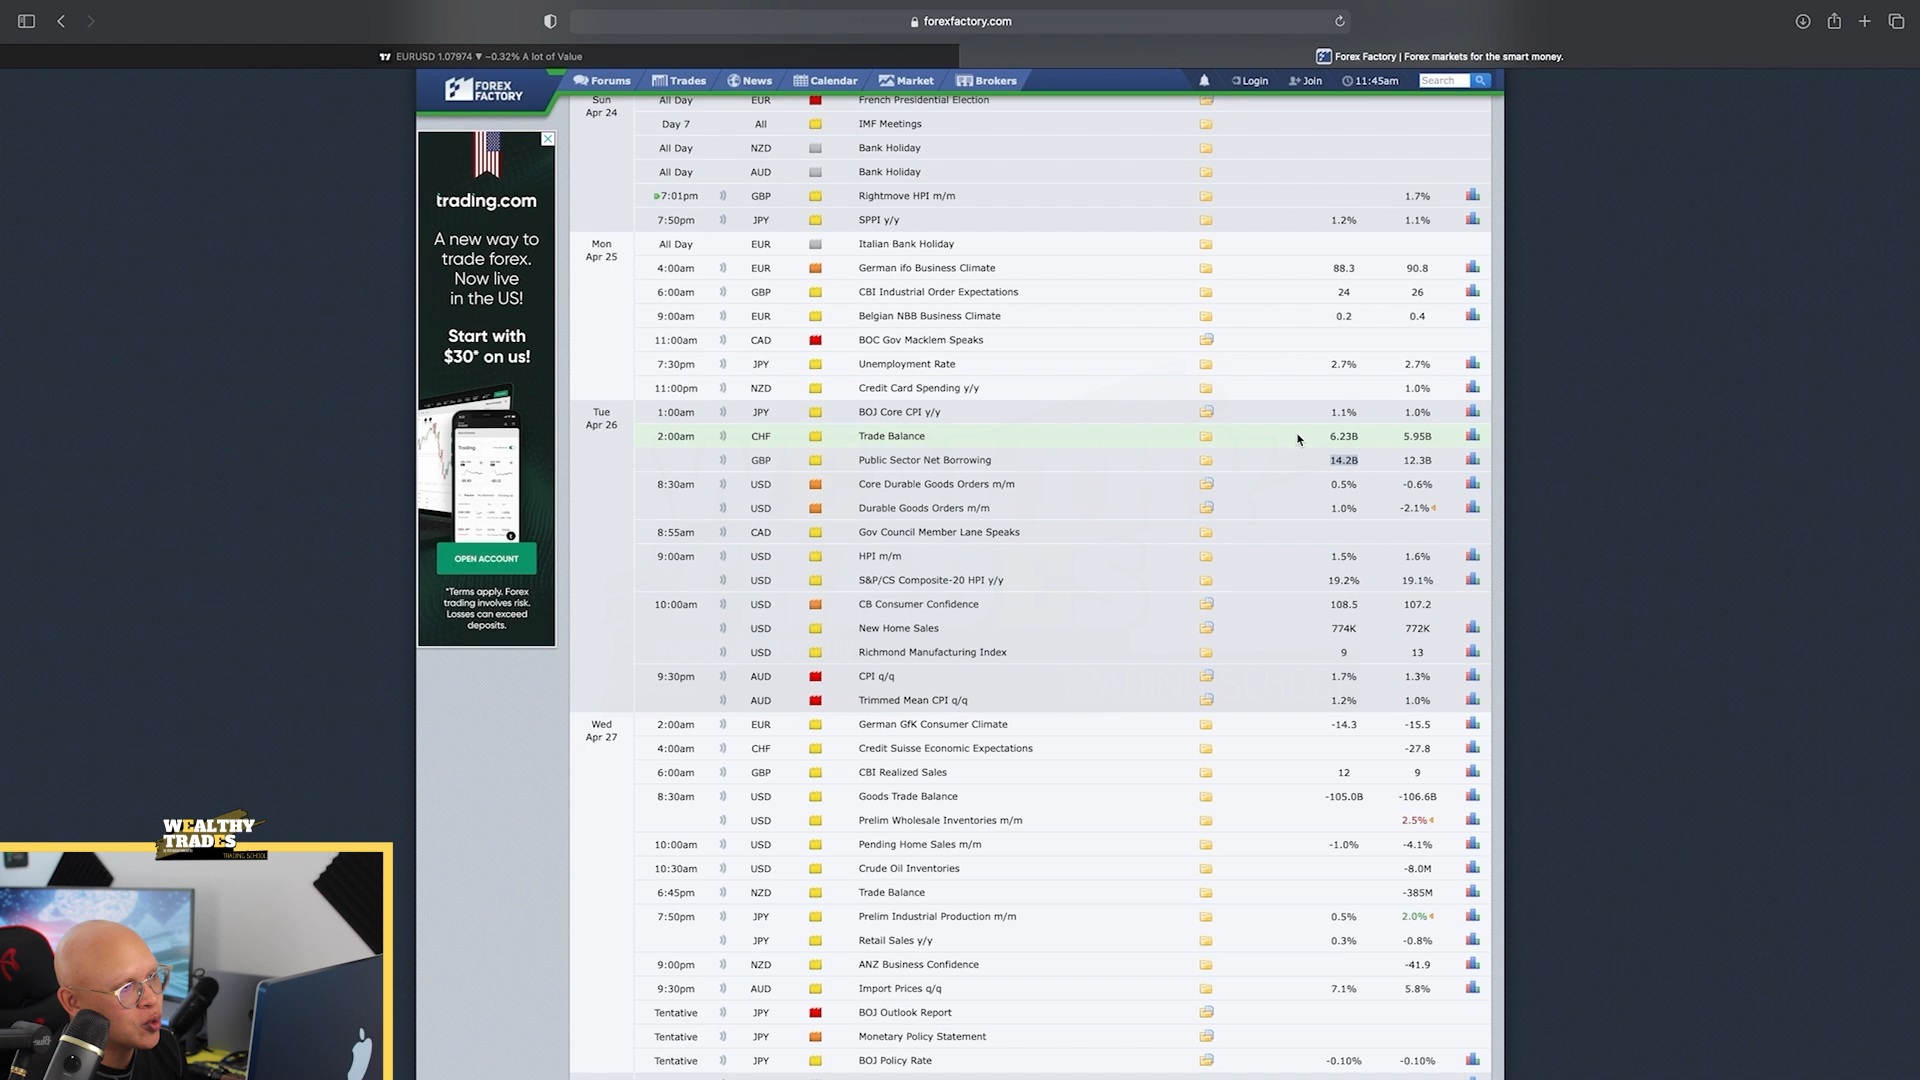 forexfactory.com
EURUSD 1.07974 ▼ −0.32% A lot of Value
Forex Factory | Forex markets for the smart money.
FOREX FACTORY
Forums Trades News Calendar Market Brokers
Login Join 11:45am Search
trading.com
A new way to
trade forex.
Now live
in the US!
Start with
$30* on us!
OPEN ACCOUNT
*Terms apply. Forex
trading involves risk.
Losses can exceed
deposits.
Sun Apr 24 All Day EUR French Presidential Election
Day 7 All IMF Meetings
All Day NZD Bank Holiday
All Day AUD Bank Holiday
7:01pm GBP Rightmove HPI m/m 1.7%
7:50pm JPY SPPI y/y 1.2% 1.1%
Mon Apr 25 All Day EUR Italian Bank Holiday
4:00am EUR German ifo Business Climate 88.3 90.8
6:00am GBP CBI Industrial Order Expectations 24 26
9:00am EUR Belgian NBB Business Climate 0.2 0.4
11:00am CAD BOC Gov Macklem Speaks
7:30pm JPY Unemployment Rate 2.7% 2.7%
11:00pm NZD Credit Card Spending y/y 1.0%
Tue Apr 26 1:00am JPY BOJ Core CPI y/y 1.1% 1.0%
2:00am CHF Trade Balance 6.23B 5.95B
GBP Public Sector Net Borrowing 14.2B 12.3B
8:30am USD Core Durable Goods Orders m/m 0.5% -0.6%
USD Durable Goods Orders m/m 1.0% -2.1%
8:55am CAD Gov Council Member Lane Speaks
9:00am USD HPI m/m 1.5% 1.6%
USD S&P/CS Composite-20 HPI y/y 19.2% 19.1%
10:00am USD CB Consumer Confidence 108.5 107.2
USD New Home Sales 774K 772K
USD Richmond Manufacturing Index 9 13
9:30pm AUD CPI q/q 1.7% 1.3%
AUD Trimmed Mean CPI q/q 1.2% 1.0%
Wed Apr 27 2:00am EUR German GfK Consumer Climate -14.3 -15.5
4:00am CHF Credit Suisse Economic Expectations -27.8
6:00am GBP CBI Realized Sales 12 9
8:30am USD Goods Trade Balance -105.0B -106.6B
USD Prelim Wholesale Inventories m/m 2.5%
10:00am USD Pending Home Sales m/m -1.0% -4.1%
10:30am USD Crude Oil Inventories -8.0M
6:45pm NZD Trade Balance -385M
7:50pm JPY Prelim Industrial Production m/m 0.5% 2.0%
JPY Retail Sales y/y 0.3% -0.8%
9:00pm NZD ANZ Business Confidence -41.9
9:30pm AUD Import Prices q/q 7.1% 5.8%
Tentative JPY BOJ Outlook Report
Tentative JPY Monetary Policy Statement
Tentative JPY BOJ Policy Rate -0.10% -0.10%
WEALTHY
TRADES
TRADING SCHOOL